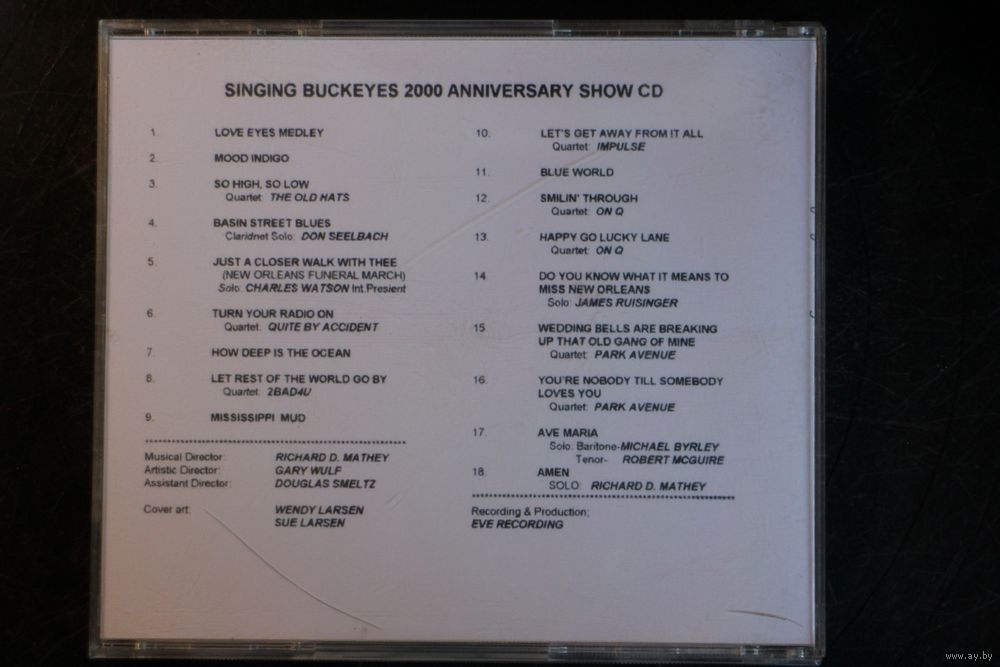 SINGING BUCKEYES 2000 ANNIVERSARY SHOW CD
1. LOVE EYES MEDLEY
2. MOOD INDIGO
3. SO HIGH, SO LOW
Quartet: THE OLD HATS
4. BASIN STREET BLUES
Claridnet Solo: DON SEELBACH
5. JUST A CLOSER WALK WITH THEE
(NEW ORLEANS FUNERAL MARCH)
Solo: CHARLES WATSON Int.Presient
6. TURN YOUR RADIO ON
Quartet: QUITE BY ACCIDENT
7. HOW DEEP IS THE OCEAN
8. LET REST OF THE WORLD GO BY
Quartet: 2BAD4U
9. MISSISSIPPI MUD
Musical Director: RICHARD D. MATHEY
Artistic Director: GARY WULF
Assistant Director: DOUGLAS SMELTZ
Cover art: WENDY LARSEN
SUE LARSEN
10. LET'S GET AWAY FROM IT ALL
Quartet: IMPULSE
11. BLUE WORLD
12. SMILIN' THROUGH
Quartet: ON Q
13. HAPPY GO LUCKY LANE
Quartet: ON Q
14. DO YOU KNOW WHAT IT MEANS TO
MISS NEW ORLEANS
Solo: JAMES RUISINGER
15. WEDDING BELLS ARE BREAKING
UP THAT OLD GANG OF MINE
Quartet: PARK AVENUE
16. YOU'RE NOBODY TILL SOMEBODY
LOVES YOU
Quartet: PARK AVENUE
17. AVE MARIA
Solo: Baritone-MICHAEL BYRLEY
Tenor- ROBERT MCGUIRE
18. AMEN
SOLO: RICHARD D. MATHEY
Recording & Production;
EVE RECORDING
www.ay.by